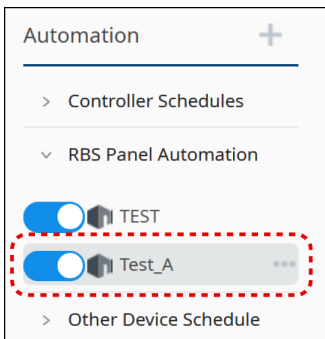 Automation
Controller Schedules
RBS Panel Automation
TEST
Test_A
Other Device Schedule